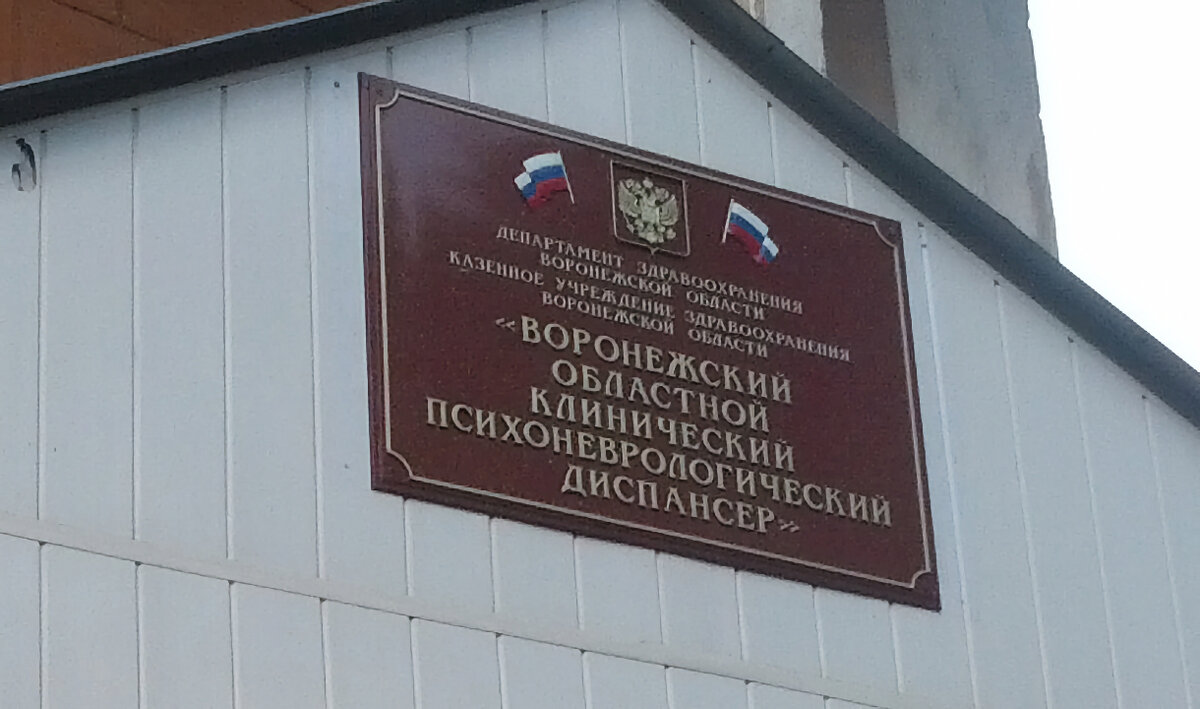 ДЕПАРТАМЕНТ ЗДРАВООХРАНЕНИЯ
ВОРОНЕЖСКОЙ ОБЛАСТИ
КАЗЕННОЕ УЧРЕЖДЕНИЕ ЗДРАВООХРАНЕНИЯ
ВОРОНЕЖСКОЙ ОБЛАСТИ
«ВОРОНЕЖСКИЙ
ОБЛАСТНОЙ
КЛИНИЧЕСКИЙ
ПСИХОНЕВРОЛОГИЧЕСКИЙ
ДИСПАНСЕР»